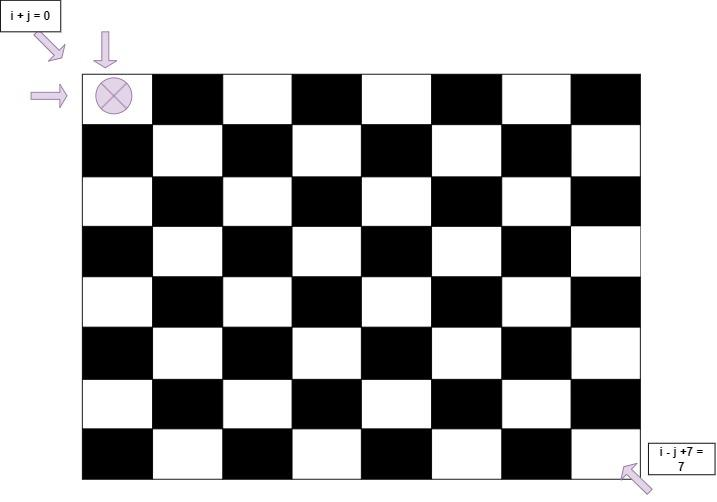 i + j = 0
i - j +7 =
7